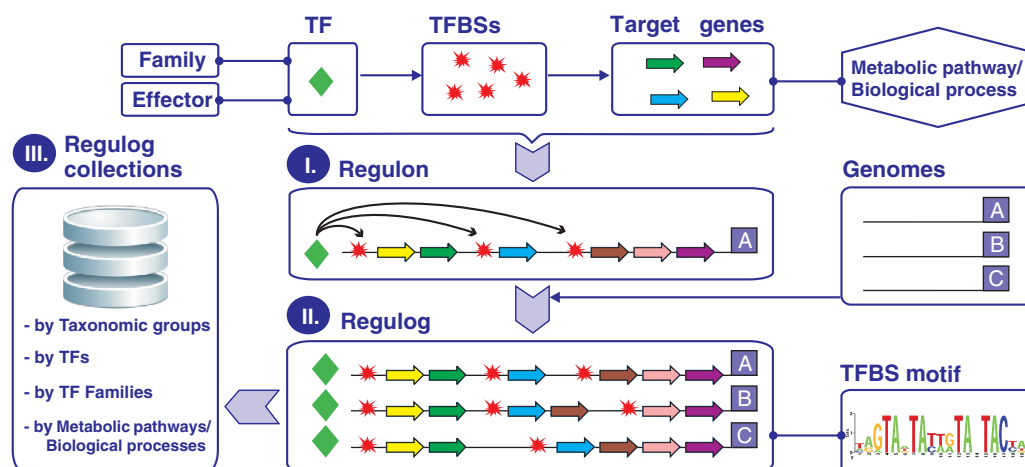 TF
TFBSs
Target genes
Family
Effector
Metabolic pathway/
Biological process
III. Regulog
collections
I. Regulon
Genomes
A
A
B
C
II. Regulog
- by Taxonomic groups
- by TFs
- by TF Families
- by Metabolic pathways/
Biological processes
A
B
C
TFBS motif